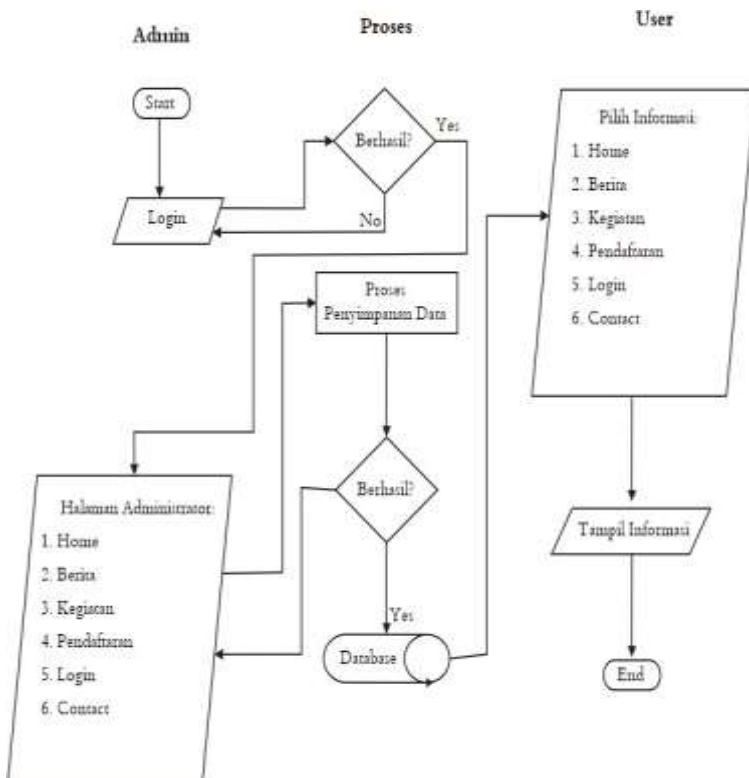 Admin
Proses
User
Start
Login
Berhasil?
Yes
No
Proses
Penyimpanan Data
Berhasil?
Yes
Database
Halaman Administrator:
1. Home
2. Berita
3. Kegiatan
4. Pendaftaran
5. Login
6. Contact
Pilih Informasi:
1. Home
2. Berita
3. Kegiatan
4. Pendaftaran
5. Login
6. Contact
Tampil Informasi
End